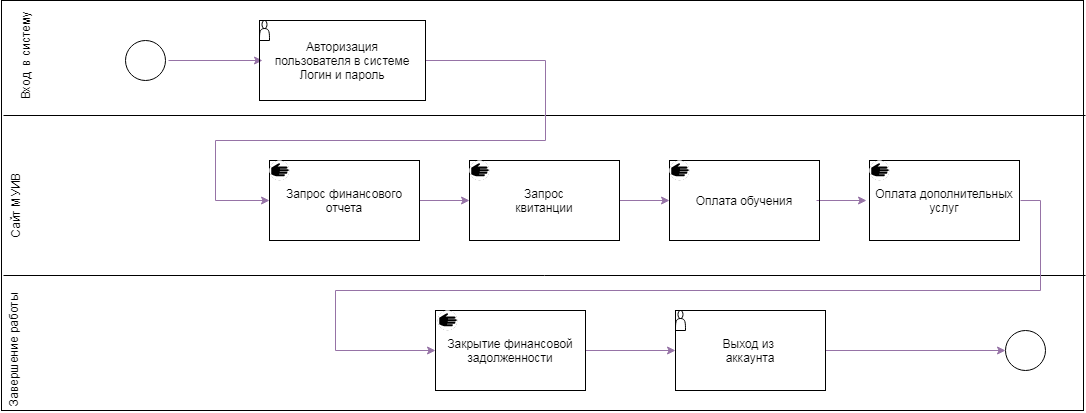 Вход в систему
Авторизация
пользователя в системе
Логин и пароль
Сайт МУИВ
Запрос финансового
отчета
Запрос
квитанции
Оплата обучения
Оплата дополнительных
услуг
Завершение работы
Закрытие финансовой
задолженности
Выход из
аккаунта